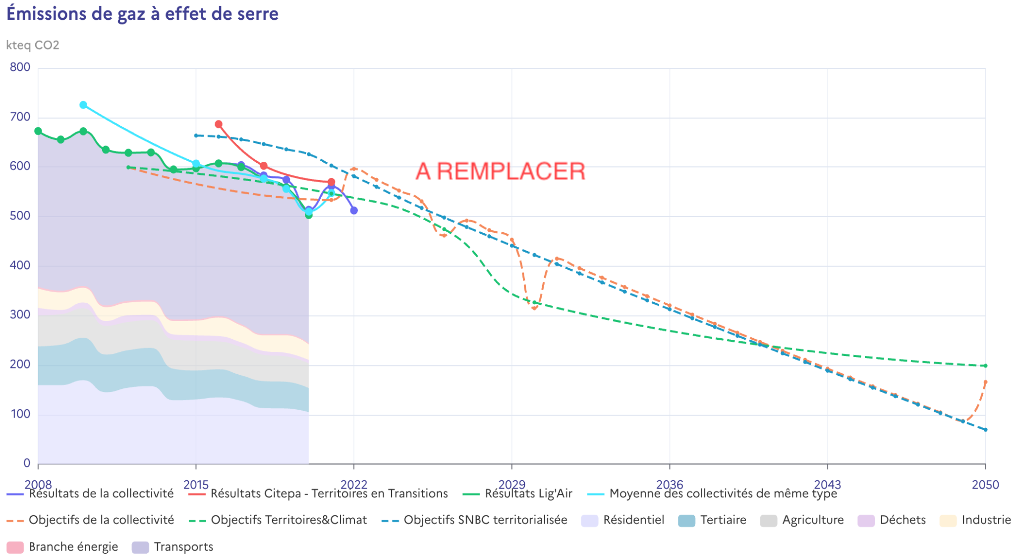 Émissions de gaz à effet de serre
kteq CO2
800
700
600
500
400
300
200
100
0
A REMPLACER
2008 2015 2022 2029 2036 2043 2050
Résultats de la collectivité Résultats Citepa - Territoires en Transitions Résultats Lig'Air Moyenne des collectivités de même type
Objectifs de la collectivité Objectifs Territoires&Climat Objectifs SNBC territorialisée Résidentiel Tertiaire Agriculture Déchets Industrie
Branche énergie Transports